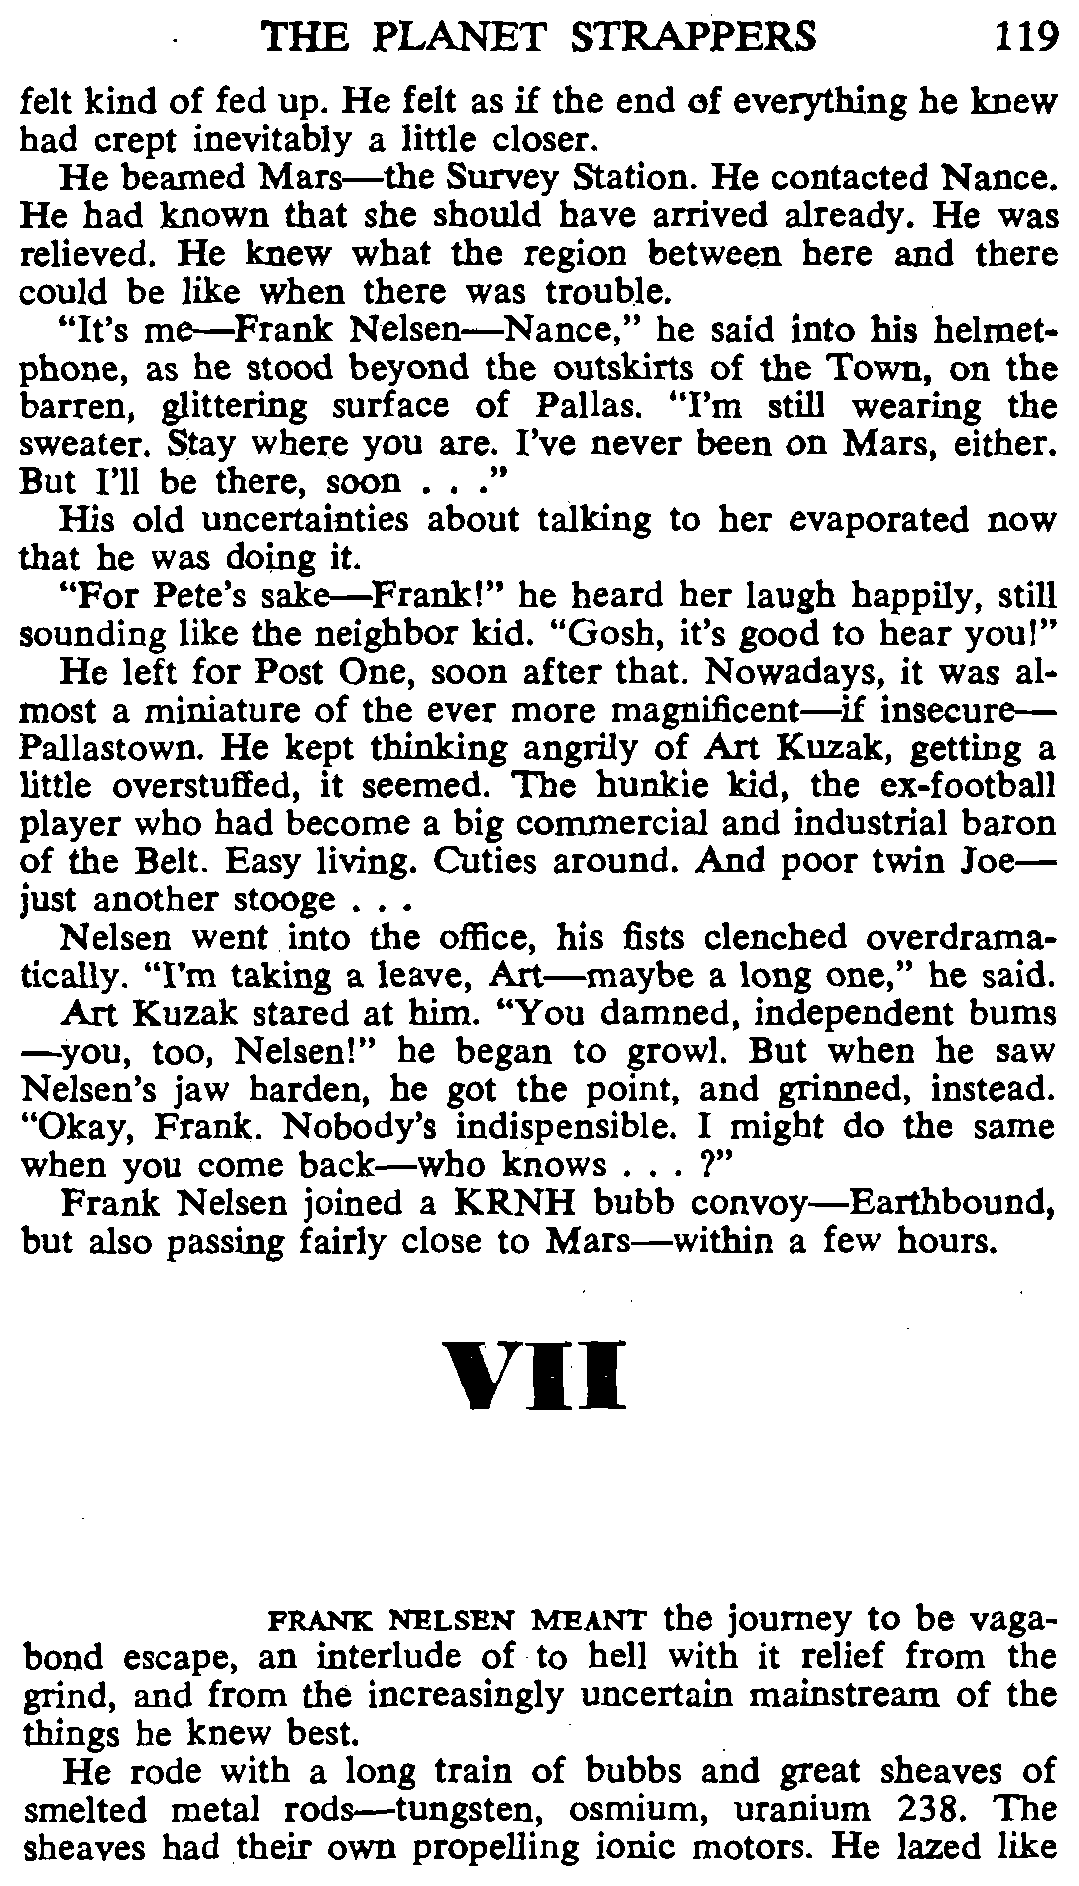 THE PLANET STRAPPERS 119
felt kind of fed up. He felt as if the end of everything he knew
had crept inevitably a little closer.
He beamed Mars—the Survey Station. He contacted Nance.
He had known that she should have arrived already. He was
relieved. He knew what the region between here and there
could be like when there was trouble.
“It’s me—Frank Nelsen—Nance,” he said into his helmet-
phone, as he stood beyond the outskirts of the Town, on the
barren, glittering surface of Pallas. “I’m still wearing the
sweater. Stay where you are. I’ve never been on Mars, either.
But I’ll be there, soon . . .”
His old uncertainties about talking to her evaporated now
that he was doing it.
“For Pete’s sake—Frank!” he heard her laugh happily, still
sounding like the neighbor kid. “Gosh, it’s good to hear you!”
He left for Post One, soon after that. Nowadays, it was al-
most a miniature of the ever more magnificent—if insecure—
Pallastown. He kept thinking angrily of Art Kuzak, getting a
little overstuffed, it seemed. The hunkie kid, the ex-football
player who had become a big commercial and industrial baron
of the Belt. Easy living. Cuties around. And poor twin Joe—
just another stooge . . .
Nelsen went into the office, his fists clenched overdrama-
tically. “I’m taking a leave, Art—maybe a long one,” he said.
Art Kuzak stared at him. “You damned, independent bums
—you, too, Nelsen!” he began to growl. But when he saw
Nelsen’s jaw harden, he got the point, and grinned, instead.
“Okay, Frank. Nobody’s indispensible. I might do the same
when you come back—who knows . . . ?”
Frank Nelsen joined a KRNH bubb convoy—Earthbound,
but also passing fairly close to Mars—within a few hours.
VII
FRANK NELSEN MEANT the journey to be vaga-
bond escape, an interlude of to hell with it relief from the
grind, and from the increasingly uncertain mainstream of the
things he knew best.
He rode with a long train of bubbs and great sheaves of
smelted metal rods—tungsten, osmium, uranium 238. The
sheaves had their own propelling ionic motors. He lazed like